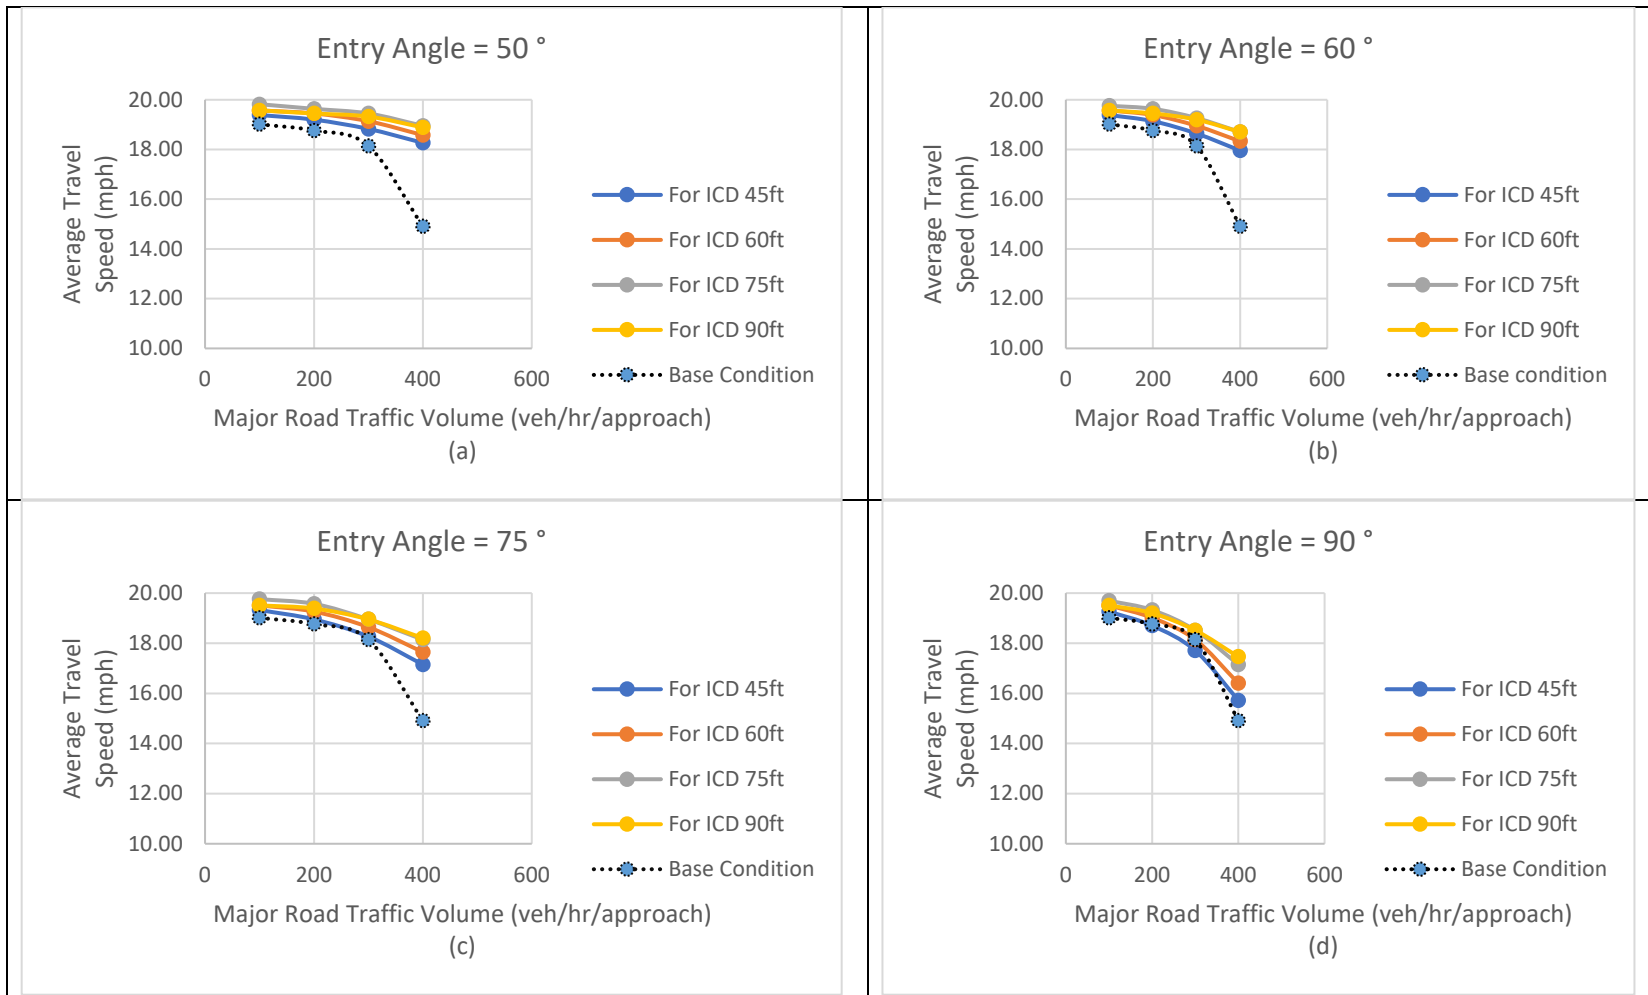 Entry Angle = 50 °
20.00
18.00
16.00
14.00
12.00
10.00
0
200
400
600
Average Travel
Speed (mph)
For ICD 45ft
For ICD 60ft
For ICD 75ft
For ICD 90ft
Base Condition
Major Road Traffic Volume (veh/hr/approach)
(a)
Entry Angle = 60 °
20.00
18.00
16.00
14.00
12.00
10.00
0
200
400
600
Average Travel
Speed (mph)
For ICD 45ft
For ICD 60ft
For ICD 75ft
For ICD 90ft
Base condition
Major Road Traffic Volume (veh/hr/approach)
(b)
Entry Angle = 75 °
20.00
18.00
16.00
14.00
12.00
10.00
0
200
400
600
Average Travel
Speed (mph)
For ICD 45ft
For ICD 60ft
For ICD 75ft
For ICD 90ft
Base Condition
Major Road Traffic Volume (veh/hr/approach)
(c)
Entry Angle = 90 °
20.00
18.00
16.00
14.00
12.00
10.00
0
200
400
600
Average Travel
Speed (mph)
For ICD 45ft
For ICD 60ft
For ICD 75ft
For ICD 90ft
Base Condition
Major Road Traffic Volume (veh/hr/approach)
(d)